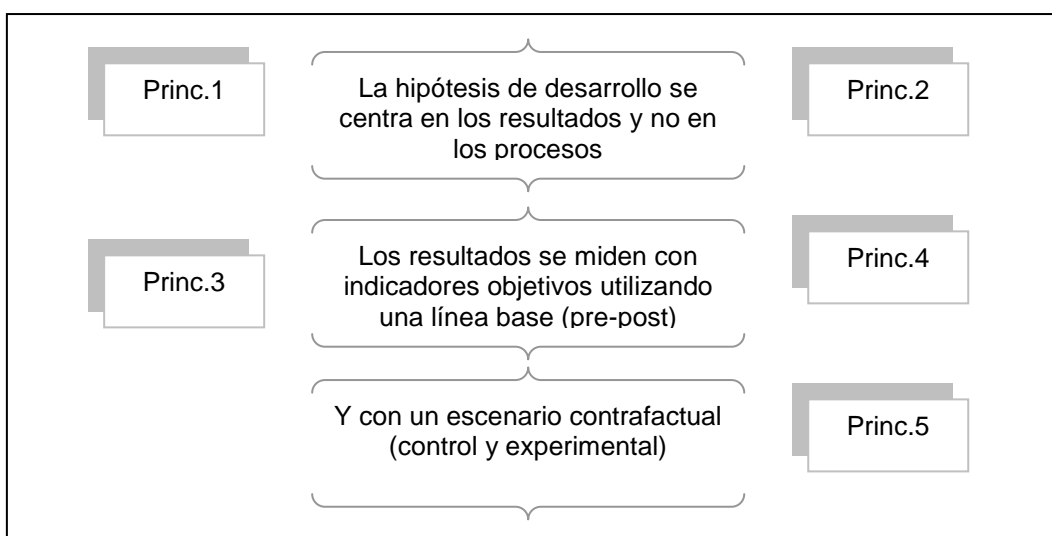 Princ.1
La hipótesis de desarrollo se
centra en los resultados y no en
los procesos
Princ.2
Princ.3
Los resultados se miden con
indicadores objetivos utilizando
una línea base (pre-post)
Princ.4
Y con un escenario contrafactual
(control y experimental)
Princ.5